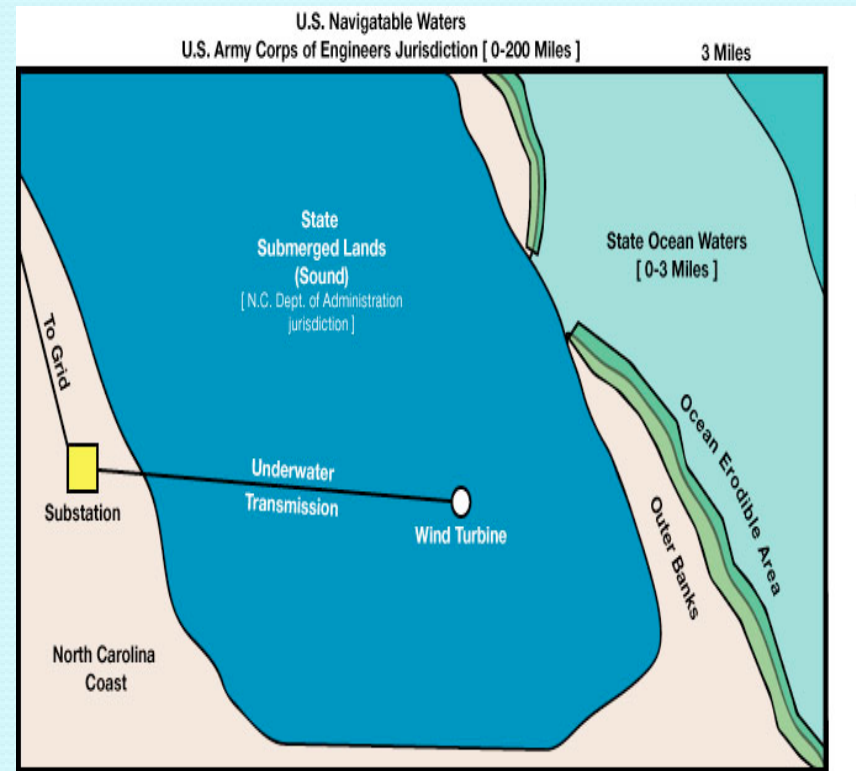 U.S. Navigatable Waters
U.S. Army Corps of Engineers Jurisdiction [ 0-200 Miles ]
3 Miles
State
Submerged Lands
(Sound)
[ N.C. Dept. of Administration
jurisdiction ]
State Ocean Waters
[ 0-3 Miles ]
To Grid
Substation
Underwater
Transmission
Wind Turbine
Ocean Erodible Area
Outer Banks
North Carolina
Coast